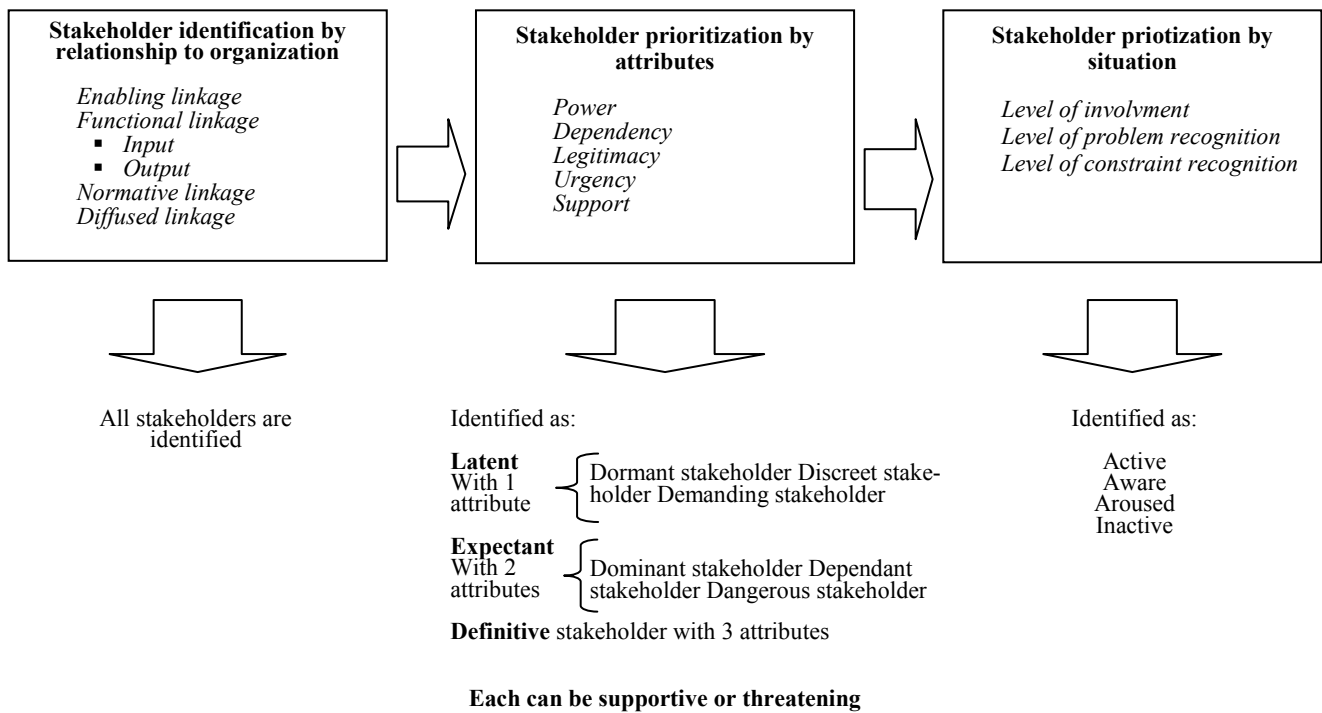 Stakeholder identification by
relationship to organization
Enabling linkage
Functional linkage
▪ Input
▪ Output
Normative linkage
Diffused linkage
Stakeholder prioritization by
attributes
Power
Dependency
Legitimacy
Urgency
Support
Stakeholder priotization by
situation
Level of involvment
Level of problem recognition
Level of constraint recognition
All stakeholders are
identified
Identified as:
Latent
With 1
attribute
Dormant stakeholder Discreet stake-
holder Demanding stakeholder
Expectant
With 2
attributes
Dominant stakeholder Dependant
stakeholder Dangerous stakeholder
Definitive stakeholder with 3 attributes
Each can be supportive or threatening
Identified as:
Active
Aware
Aroused
Inactive